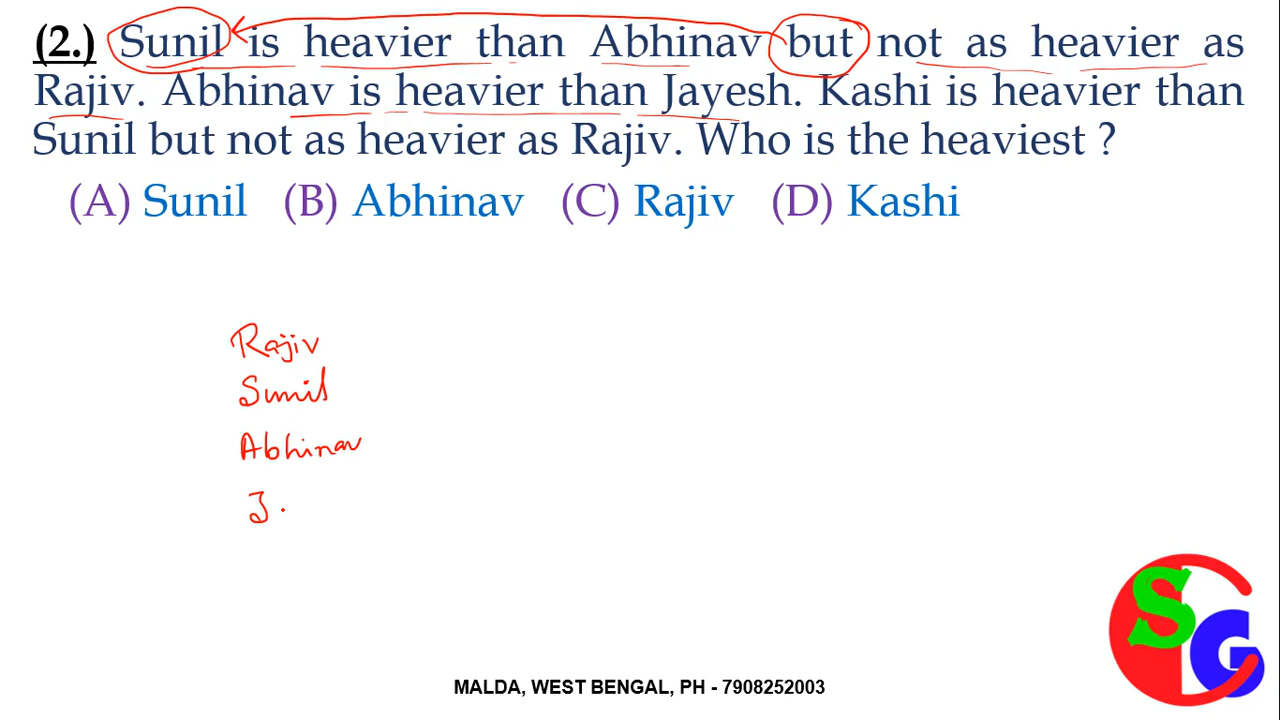 (2.) Sunil is heavier than Abhinav but not as heavier as
Rajiv. Abhinav is heavier than Jayesh. Kashi is heavier than
Sunil but not as heavier as Rajiv. Who is the heaviest ?
(A) Sunil (B) Abhinav (C) Rajiv (D) Kashi
Rajiv
Sunil
Abhinav
J.
SG
MALDA, WEST BENGAL, PH - 7908252003